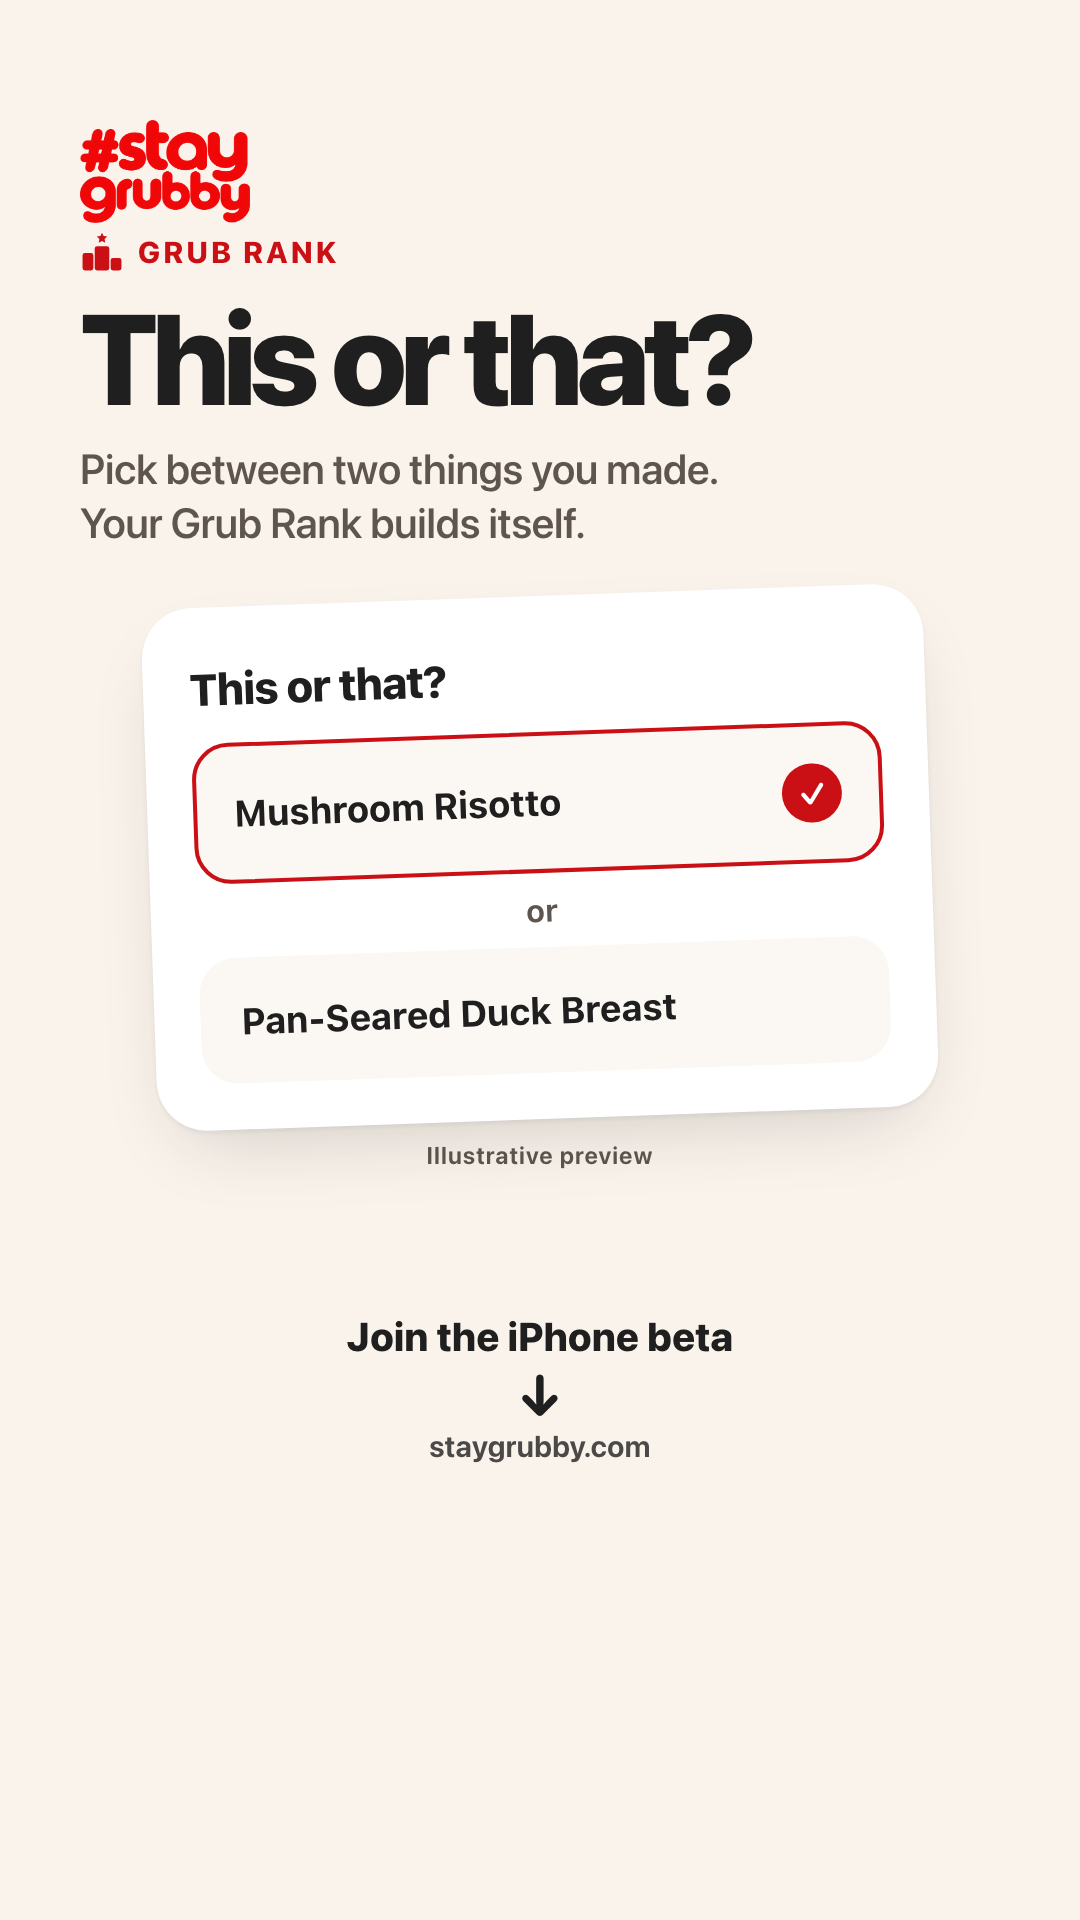 #stay
grubby
GRUB RANK
This or that?
Pick between two things you made.
Your Grub Rank builds itself.
This or that?
Mushroom Risotto
or
Pan-Seared Duck Breast
Illustrative preview
Join the iPhone beta
staygrubby.com